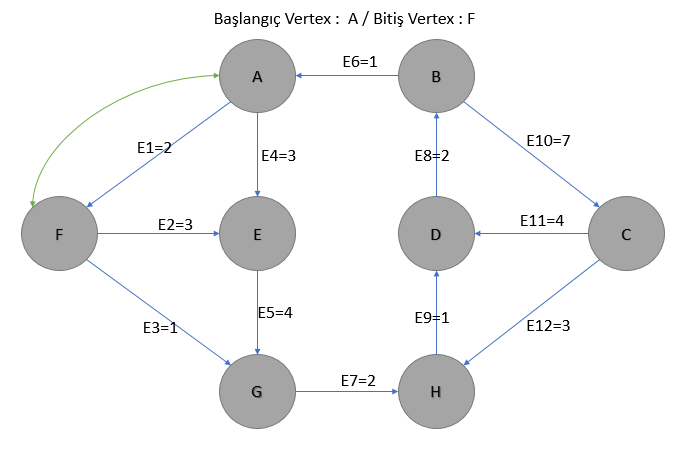 Başlangıç Vertex :  A / Bitiş Vertex : F
E6=1
A
B
E1=2
E4=3
E8=2
E10=7
F
E2=3
E
D
E11=4
C
E3=1
E5=4
E9=1
E12=3
G
E7=2
H